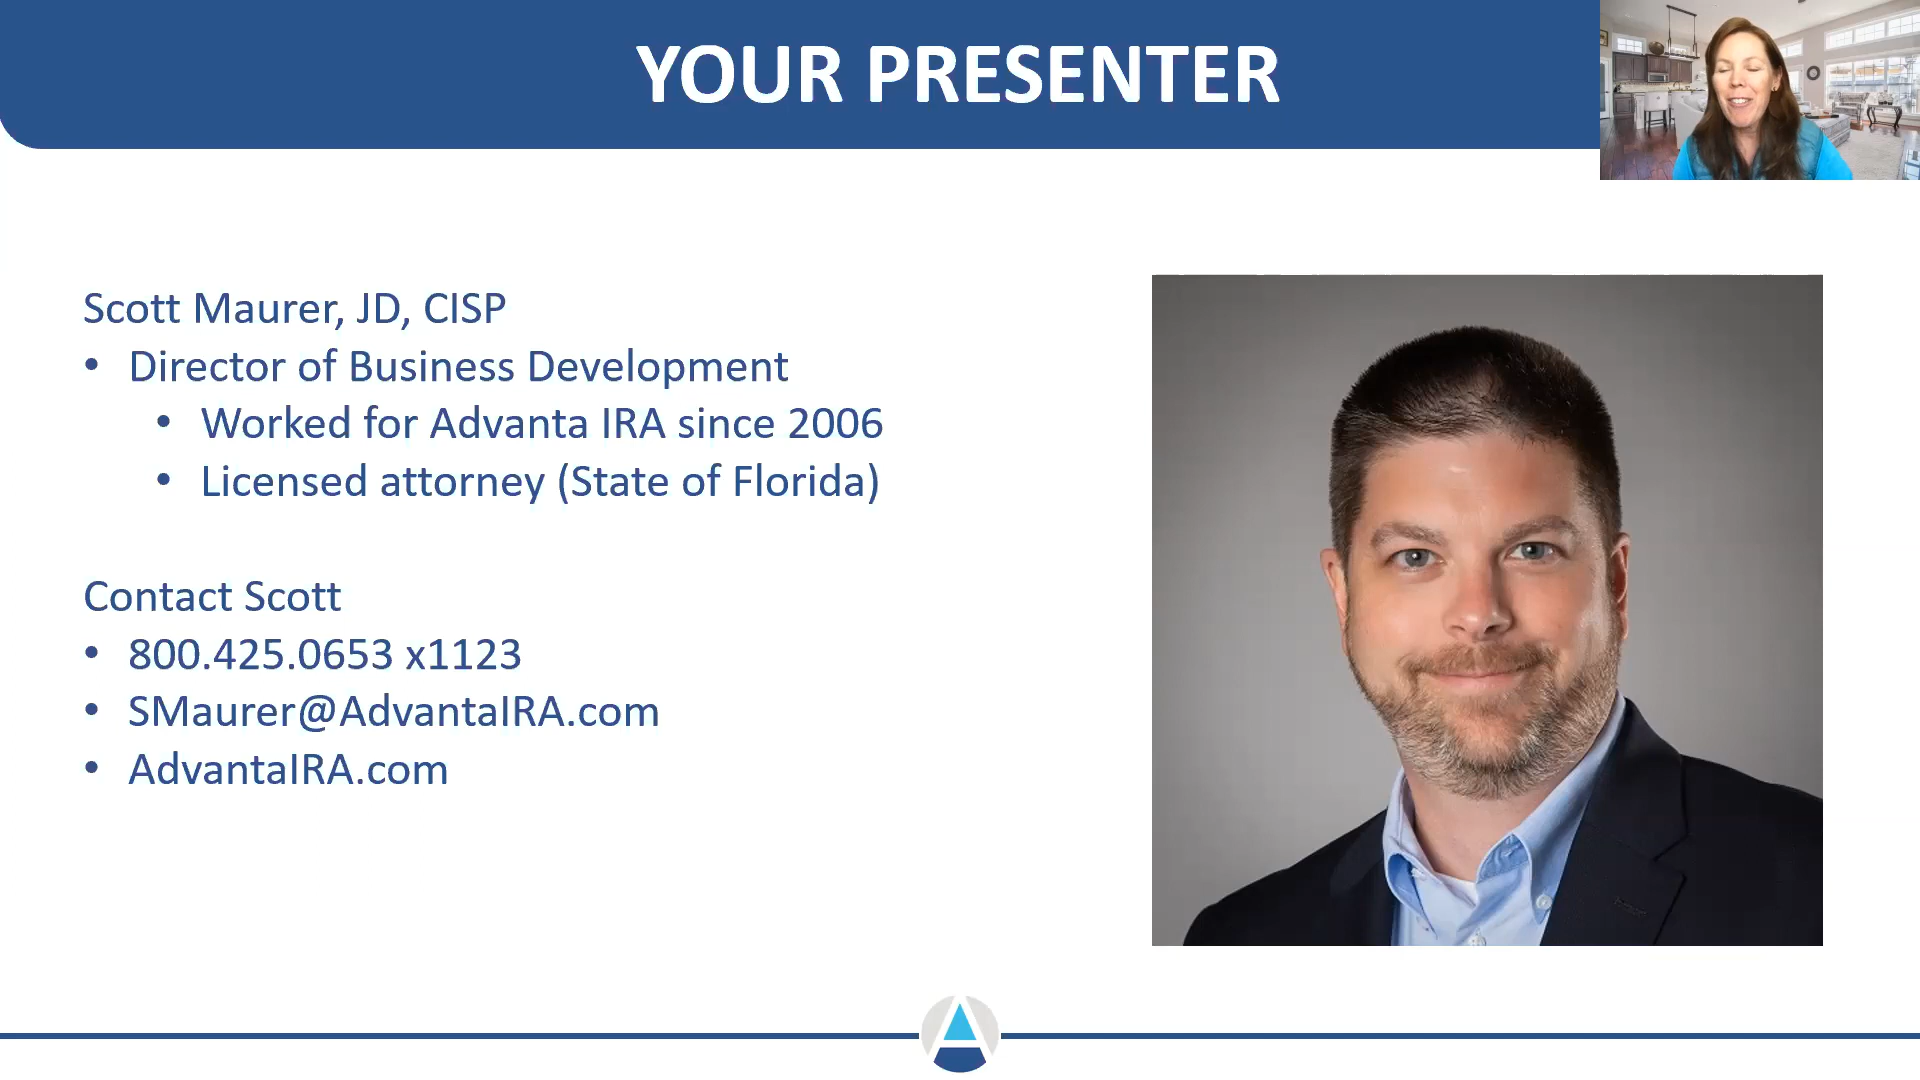 YOUR PRESENTER
Scott Maurer, JD, CISP
• Director of Business Development
• Worked for Advanta IRA since 2006
• Licensed attorney (State of Florida)
Contact Scott
• 800.425.0653 x1123
• SMaurer@AdvantaIRA.com
• AdvantaIRA.com